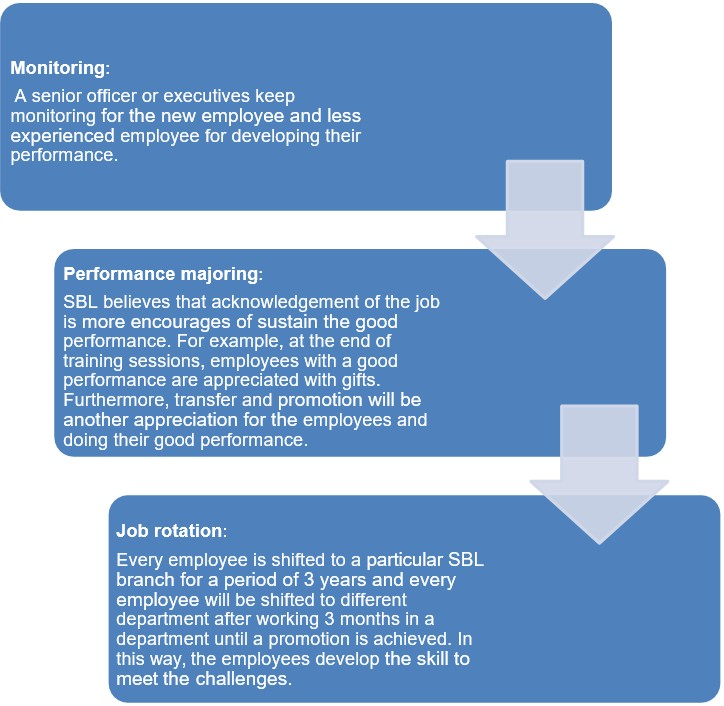 Monitoring:
A senior officer or executives keep
monitoring for the new employee and less
experienced employee for developing their
performance.
Performance majoring:
SBL believes that acknowledgement of the job
is more encourages of sustain the good
performance. For example, at the end of
training sessions, employees with a good
performance are appreciated with gifts.
Furthermore, transfer and promotion will be
another appreciation for the employees and
doing their good performance.
Job rotation:
Every employee is shifted to a particular SBL
branch for a period of 3 years and every
employee will be shifted to different
department after working 3 months in a
department until a promotion is achieved. In
this way, the employees develop the skill to
meet the challenges.